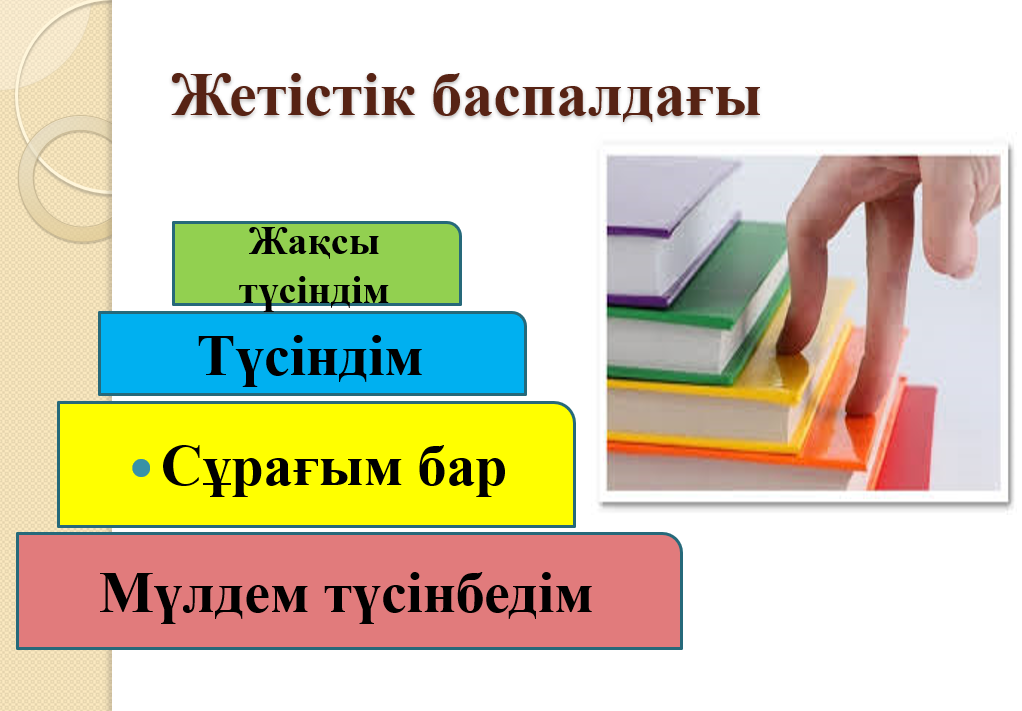 Жетістік баспалдағы
Жақсы
түсіндім
Түсіндім
• Сұрағым бар
Мүлдем түсінбедім